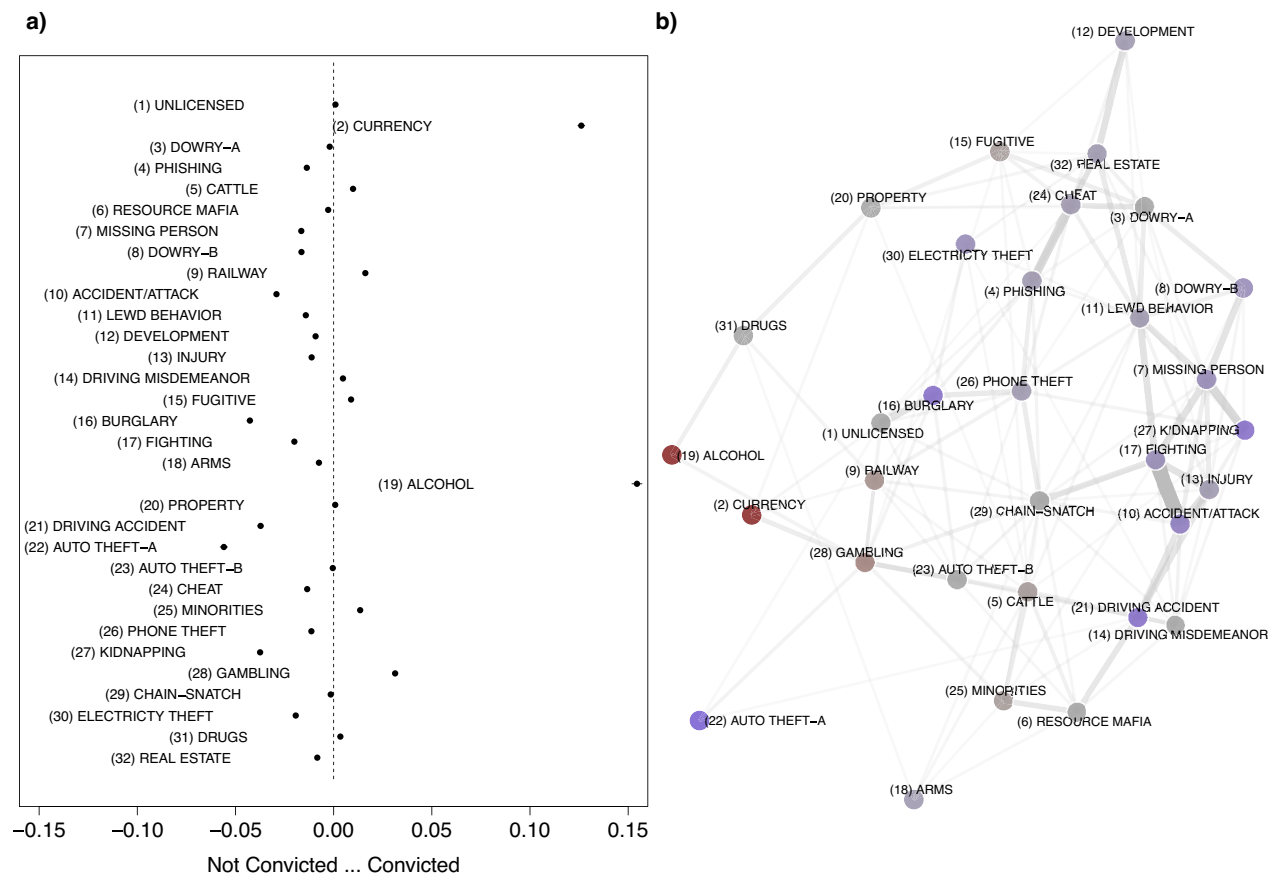 a)
(1) UNLICENSED
(2) CURRENCY
(3) DOWRY−A
(4) PHISHING
(5) CATTLE
(6) RESOURCE MAFIA
(7) MISSING PERSON
(8) DOWRY−B
(9) RAILWAY
(10) ACCIDENT/ATTACK
(11) LEWD BEHAVIOR
(12) DEVELOPMENT
(13) INJURY
(14) DRIVING MISDEMEANOR
(15) FUGITIVE
(16) BURGLARY
(17) FIGHTING
(18) ARMS
(19) ALCOHOL
(20) PROPERTY
(21) DRIVING ACCIDENT
(22) AUTO THEFT−A
(23) AUTO THEFT−B
(24) CHEAT
(25) MINORITIES
(26) PHONE THEFT
(27) KIDNAPPING
(28) GAMBLING
(29) CHAIN−SNATCH
(30) ELECTRICTY THEFT
(31) DRUGS
(32) REAL ESTATE
−0.15 −0.10 −0.05 0.00 0.05 0.10 0.15
Not Convicted ... Convicted
b)
(12) DEVELOPMENT
(15) FUGITIVE
(32) REAL ESTATE
(20) PROPERTY
(24) CHEAT
(3) DOWRY−A
(30) ELECTRICTY THEFT
(4) PHISHING
(8) DOWRY−B
(11) LEWD BEHAVIOR
(31) DRUGS
(7) MISSING PERSON
(26) PHONE THEFT
(16) BURGLARY
(1) UNLICENSED
(27) KIDNAPPING
(17) FIGHTING
(19) ALCOHOL
(9) RAILWAY
(13) INJURY
(2) CURRENCY
(29) CHAIN−SNATCH
(10) ACCIDENT/ATTACK
(28) GAMBLING
(23) AUTO THEFT−B
(5) CATTLE
(21) DRIVING ACCIDENT
(14) DRIVING MISDEMEANOR
(25) MINORITIES
(6) RESOURCE MAFIA
(22) AUTO THEFT−A
(18) ARMS